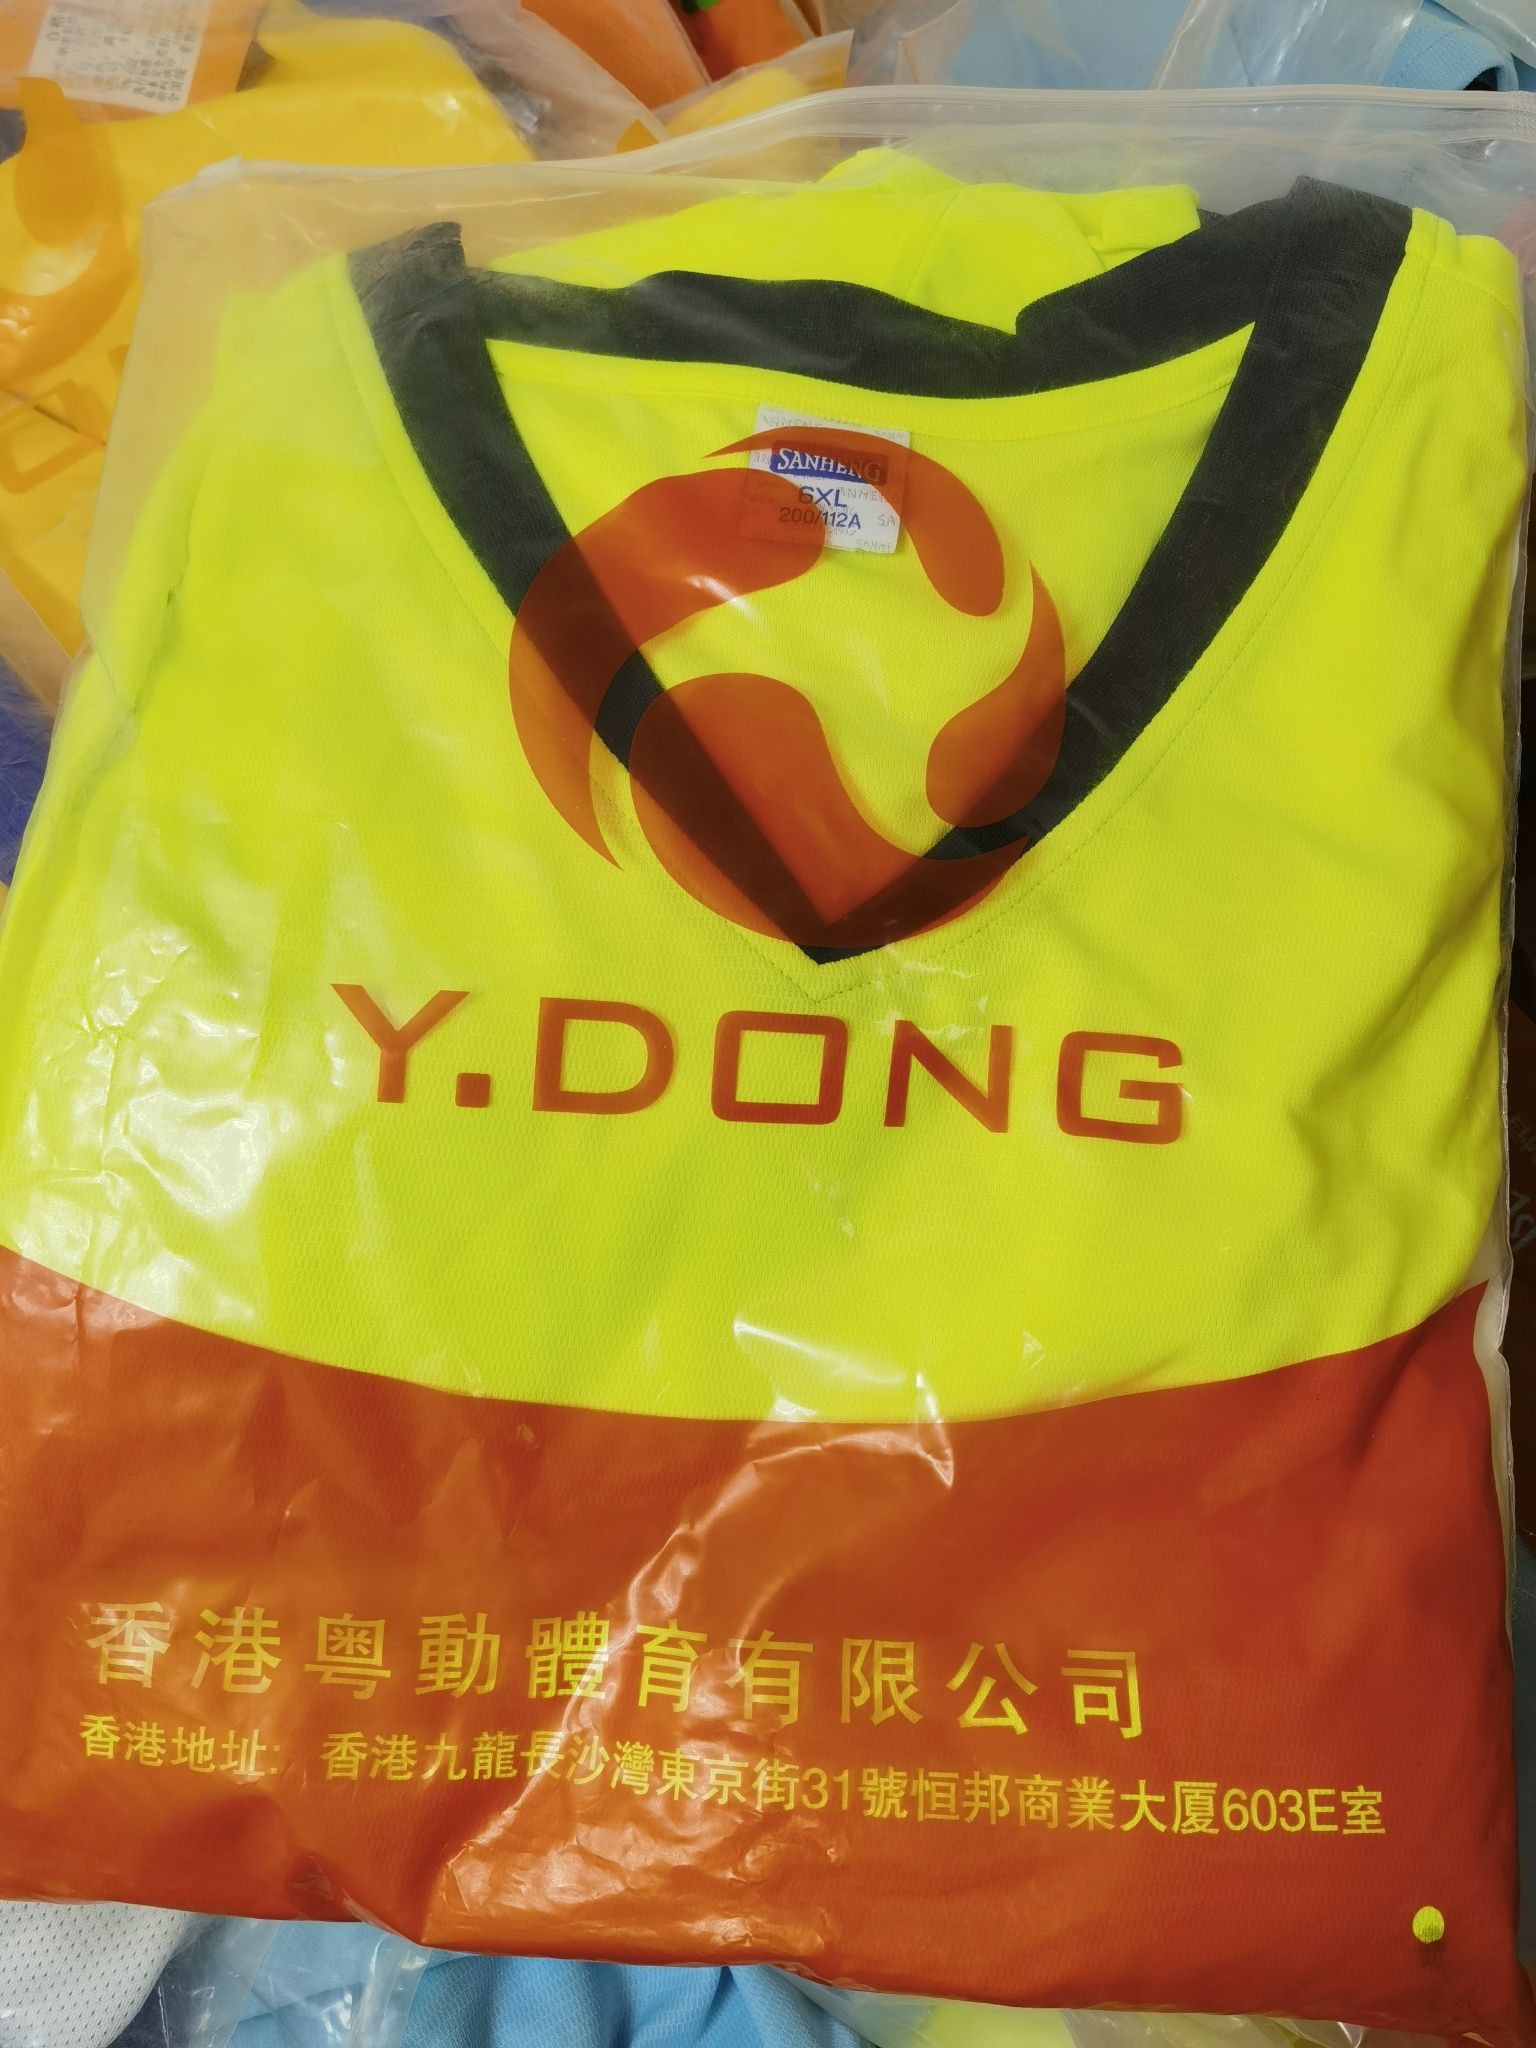 SANHENG
6XL
200/112A
Y.DONG
香港粤動體育有限公司
香港地址: 香港九龍長沙灣東京街31號恒邦商業大厦603E室